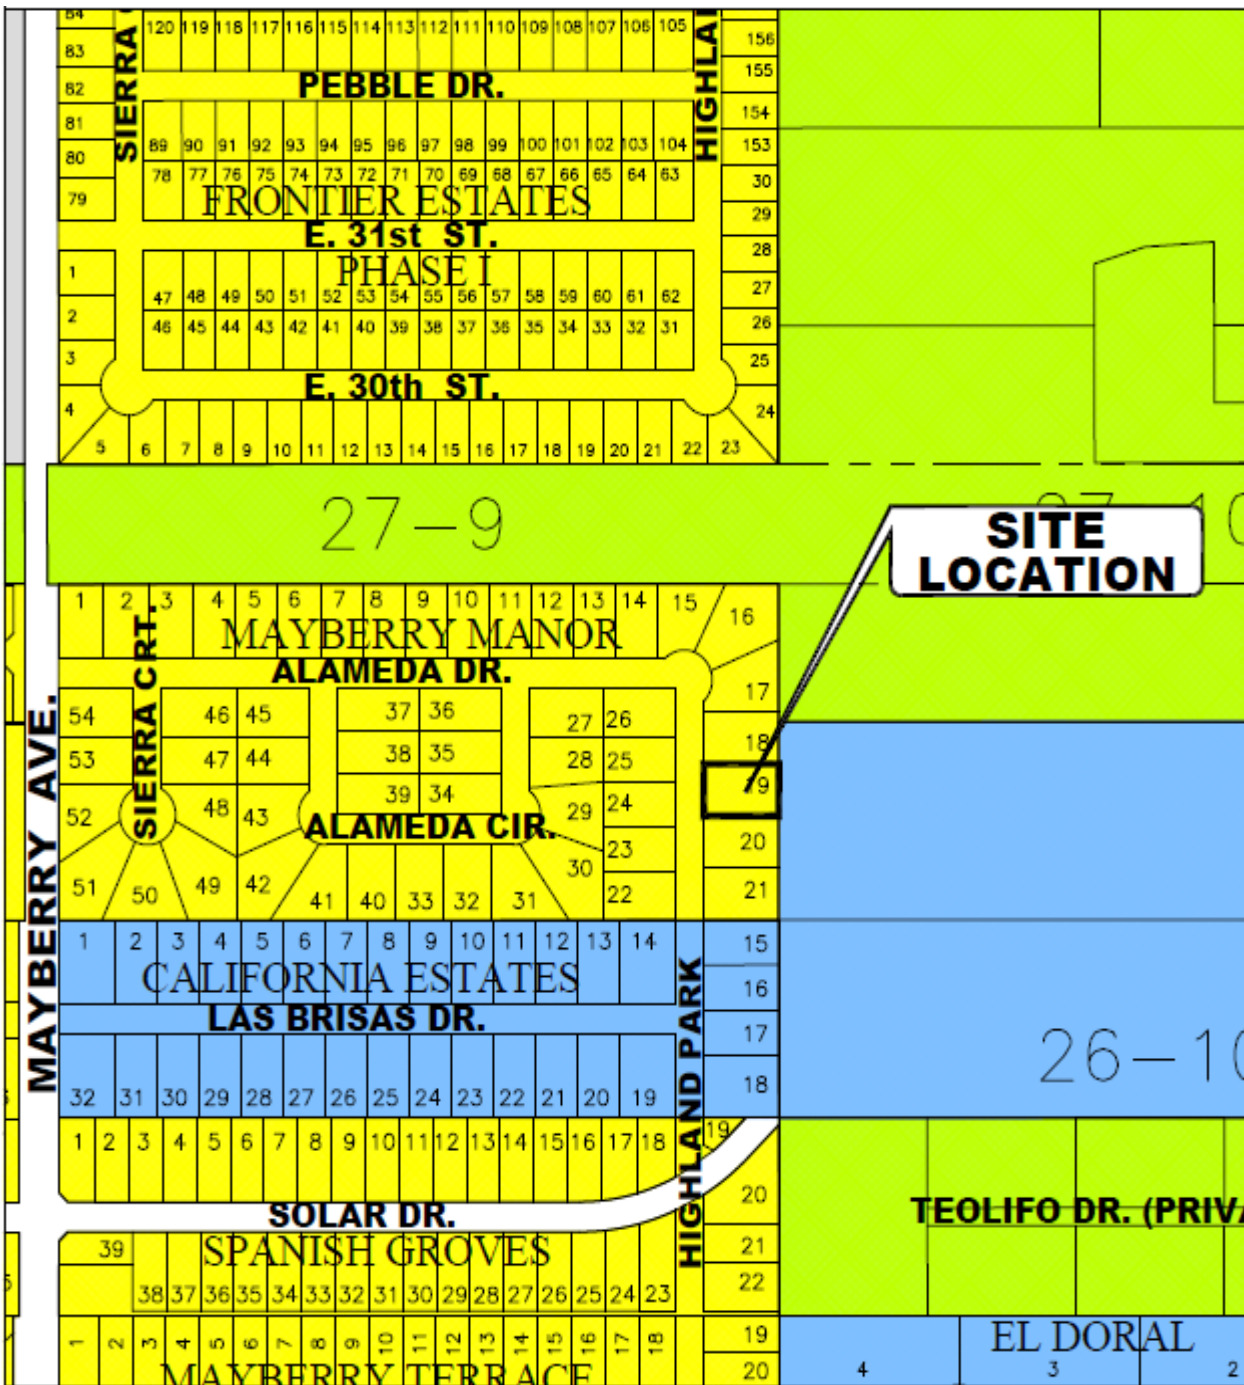 84
SIERRA
120 119 118 117 116 115 114 113 112 111 110 109 108 107 106 105
HIGHLAN
156
83
155
82
PEBBLE DR.
154
81
89 90 91 92 93 94 95 96 97 98 99 100 101 102 103 104
153
80
78 77 76 75 74 73 72 71 70 69 68 67 66 65 64 63
30
79
FRONTIER ESTATES
29
E. 31st ST.
28
1
PHASE I
27
47 48 49 50 51 52 53 54 55 56 57 58 59 60 61 62
2
46 45 44 43 42 41 40 39 38 37 36 35 34 33 32 31
26
3
25
E. 30th ST.
4
24
5 6 7 8 9 10 11 12 13 14 15 16 17 18 19 20 21 22 23
27-9
SITE
LOCATION
1 2 3 4 5 6 7 8 9 10 11 12 13 14 15 16
MAYBERRY MANOR
SIERRA CRT.
ALAMEDA DR.
17
MAYBERRY AVE.
54 46 45 37 36 27 26
18
53 47 44 38 35 28 25
19
52 48 43 39 34 29 24
ALAMEDA CIR.
20
23
51 50 49 42 41 40 33 32 31 30 22
21
1 2 3 4 5 6 7 8 9 10 11 12 13 14
15
CALIFORNIA ESTATES
16
LAS BRISAS DR.
HIGHLAND PARK
17
26-10
32 31 30 29 28 27 26 25 24 23 22 21 20 19
18
1 2 3 4 5 6 7 8 9 10 11 12 13 14 15 16 17 18
19
20
SOLAR DR.
TEOLIFO DR. (PRIVA
39
SPANISH GROVES
21
38 37 36 35 34 33 32 31 30 29 28 27 26 25 24 23
22
1 2 3 4 5 6 7 8 9 10 11 12 13 14 15 16 17 18
19
EL DORAL
MAYBERRY TERRACE
20
4 3 2